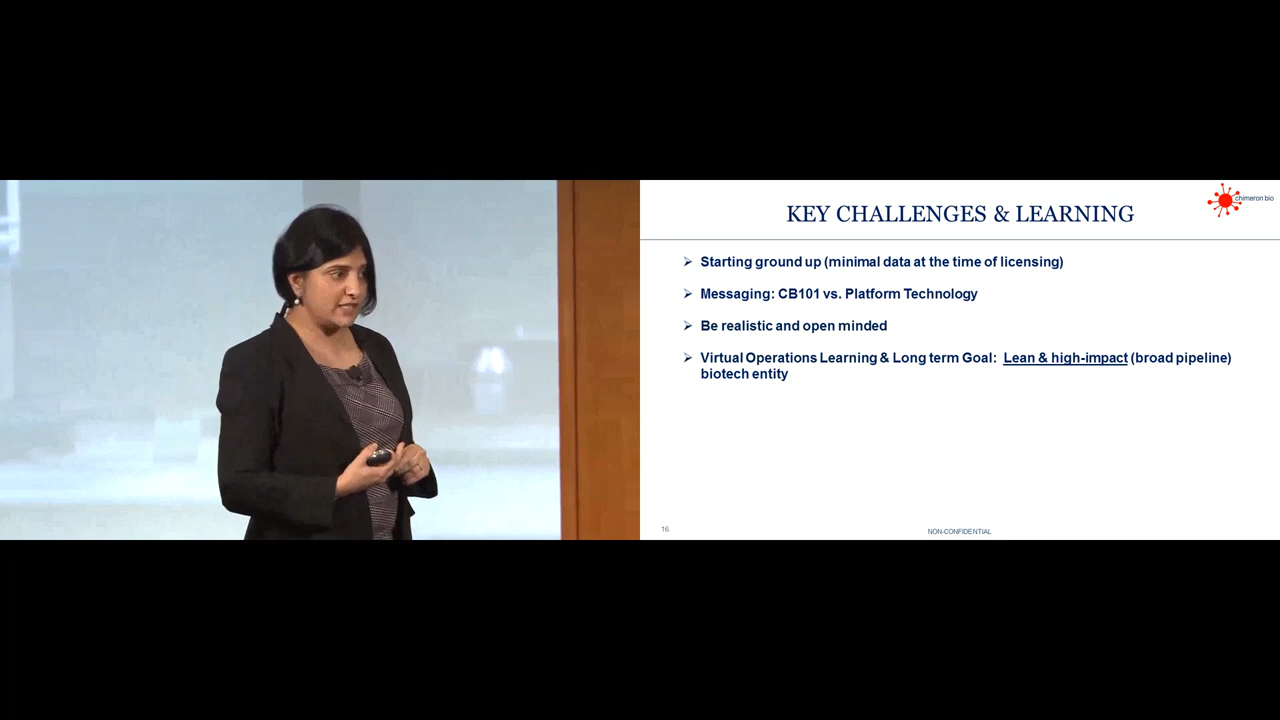 chimeron bio
KEY CHALLENGES & LEARNING
➢ Starting ground up (minimal data at the time of licensing)
➢ Messaging: CB101 vs. Platform Technology
➢ Be realistic and open minded
➢ Virtual Operations Learning & Long term Goal: Lean & high-impact (broad pipeline)
biotech entity
16
NON-CONFIDENTIAL